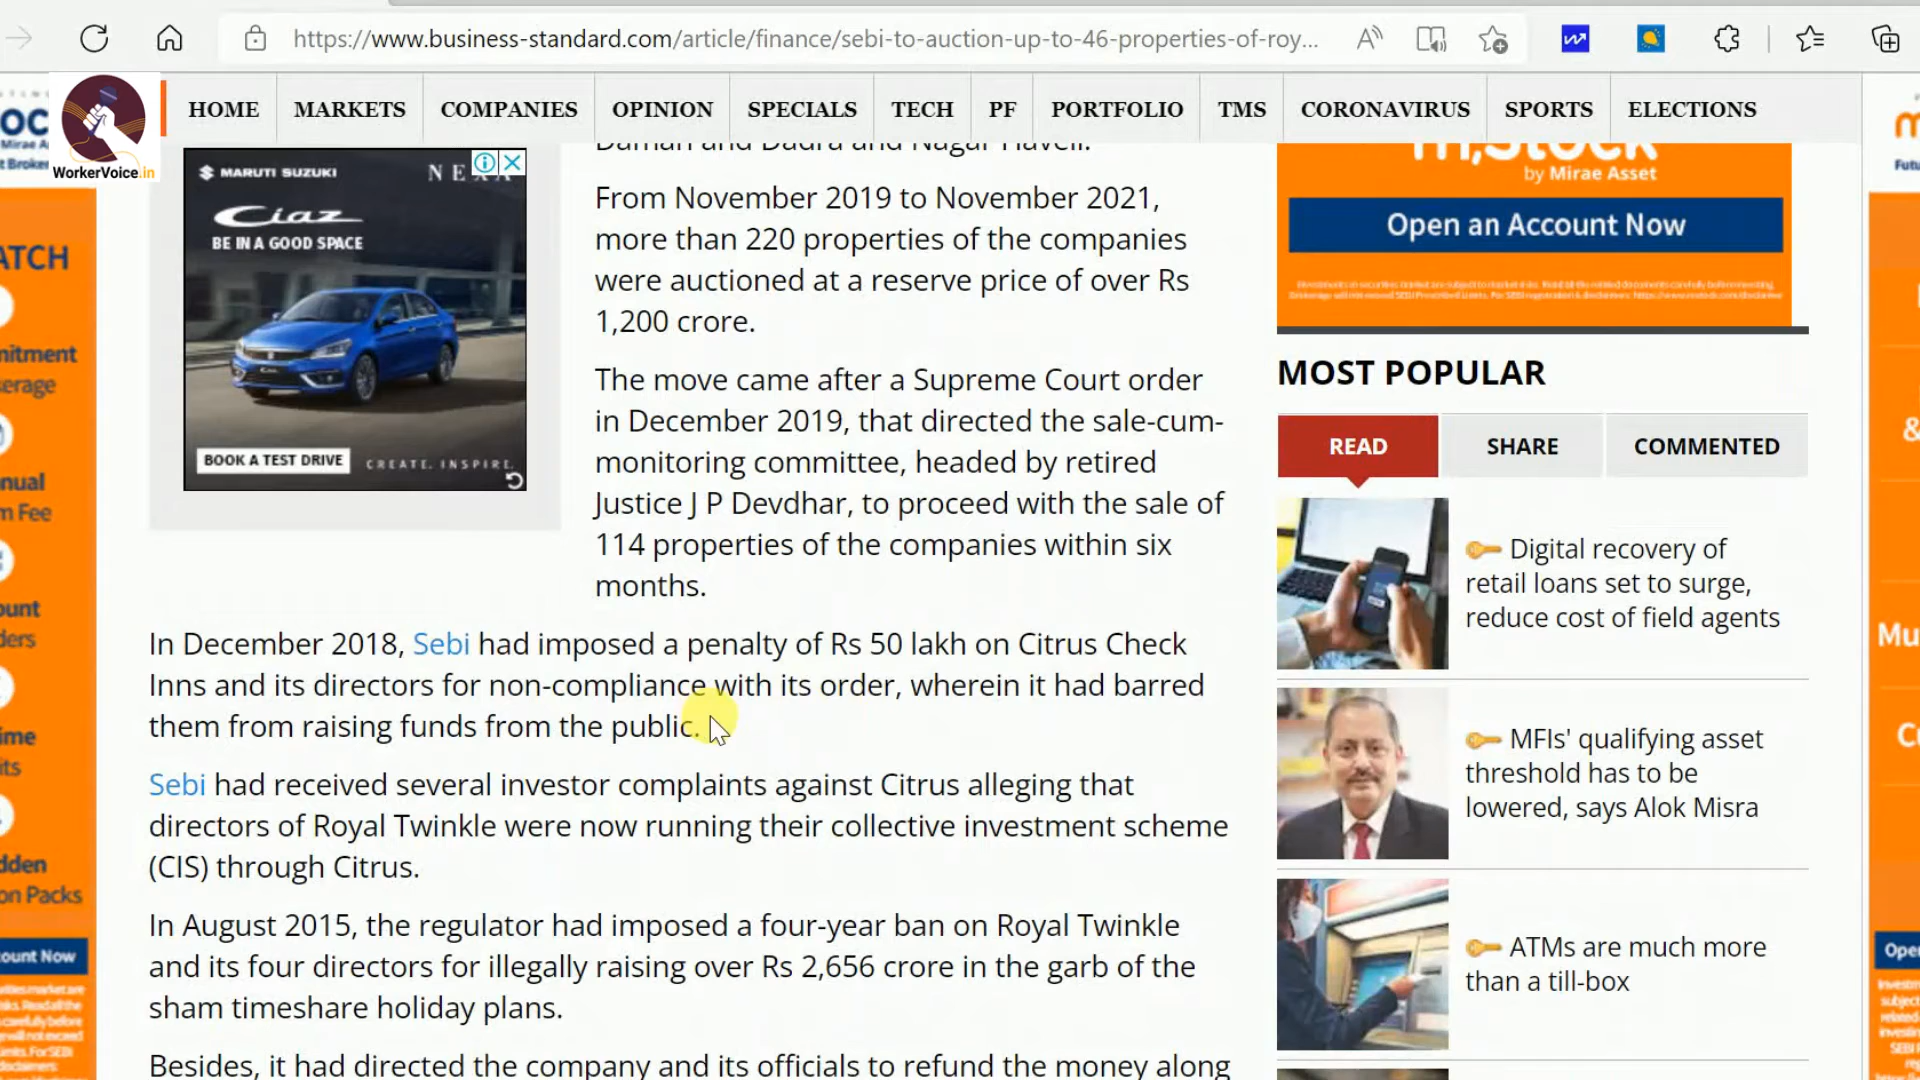 https://www.business-standard.com/article/finance/sebi-to-auction-up-to-46-properties-of-roy...
WorkerVoice.in
HOME
MARKETS
COMPANIES
OPINION
SPECIALS
TECH
PF
PORTFOLIO
TMS
CORONAVIRUS
SPORTS
ELECTIONS
MARUTI SUZUKI
NEXA
Ciaz
BE IN A GOOD SPACE
BOOK A TEST DRIVE
CREATE. INSPIRE.
Daman and Dadra and Nagar Haveli.
From November 2019 to November 2021,
more than 220 properties of the companies
were auctioned at a reserve price of over Rs
1,200 crore.
The move came after a Supreme Court order
in December 2019, that directed the sale-cum-
monitoring committee, headed by retired
Justice J P Devdhar, to proceed with the sale of
114 properties of the companies within six
months.
In December 2018, Sebi had imposed a penalty of Rs 50 lakh on Citrus Check
Inns and its directors for non-compliance with its order, wherein it had barred
them from raising funds from the public.
Sebi had received several investor complaints against Citrus alleging that
directors of Royal Twinkle were now running their collective investment scheme
(CIS) through Citrus.
In August 2015, the regulator had imposed a four-year ban on Royal Twinkle
and its four directors for illegally raising over Rs 2,656 crore in the garb of the
sham timeshare holiday plans.
Besides, it had directed the company and its officials to refund the money along
m.Stock
by Mirae Asset
Open an Account Now
MOST POPULAR
READ
SHARE
COMMENTED
Digital recovery of
retail loans set to surge,
reduce cost of field agents
MFIs' qualifying asset
threshold has to be
lowered, says Alok Misra
ATMs are much more
than a till-box